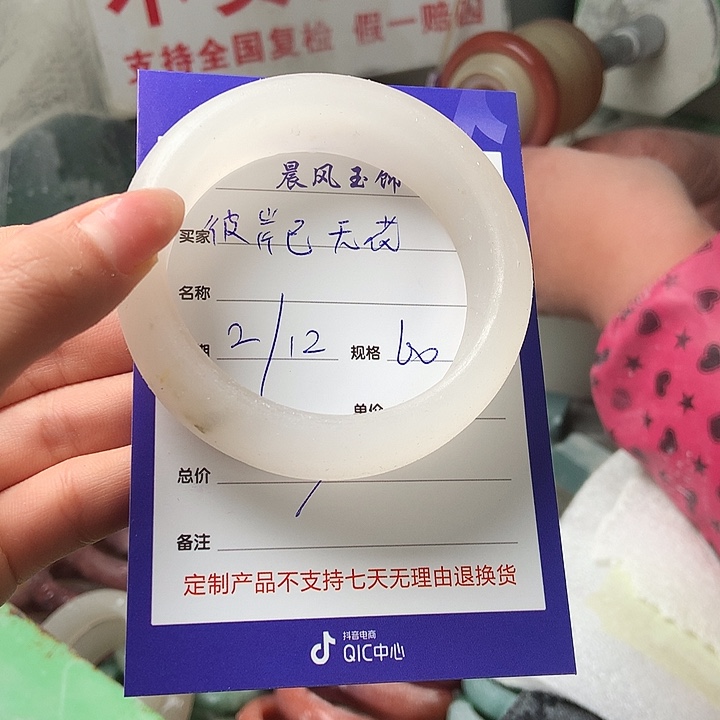 支持全国复检 假一赔
晨风玉饰
买家 彼岸已无花
名称
期 2/12 规格 60
单价
总价 /
备注
定制产品不支持七天无理由退换货
抖音电商
QIC中心